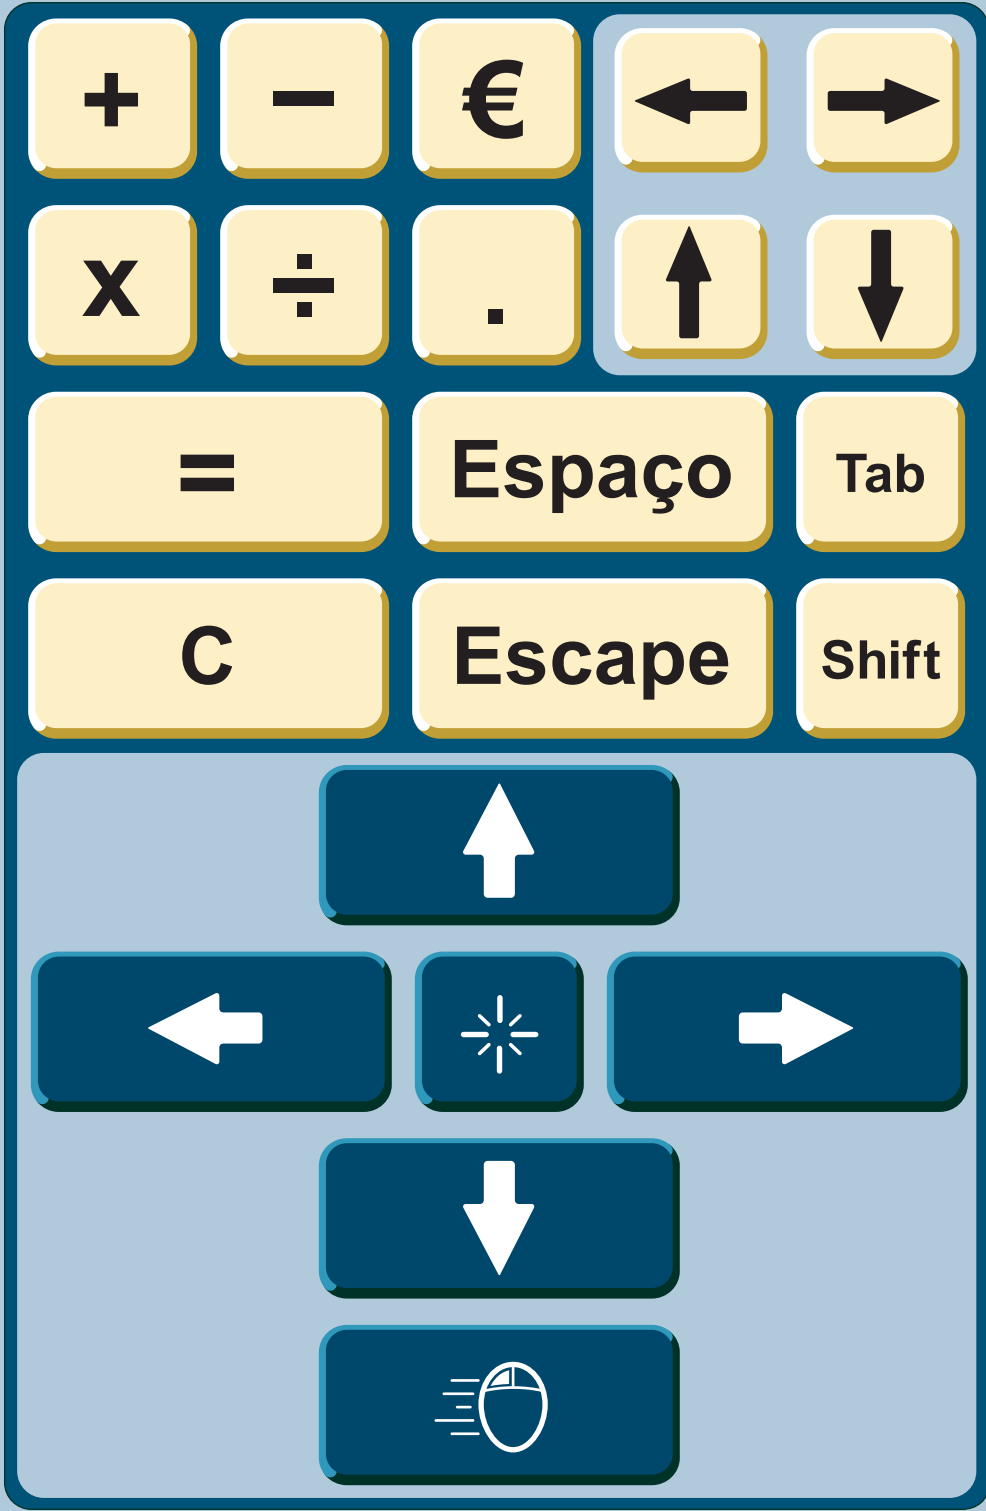 + − €
x ÷ .
= Espaço Tab
C Escape Shift